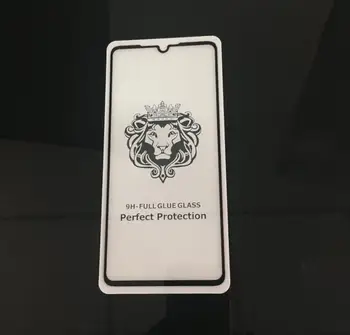 9H-FULL GLUE GLASS
Perfect Protection